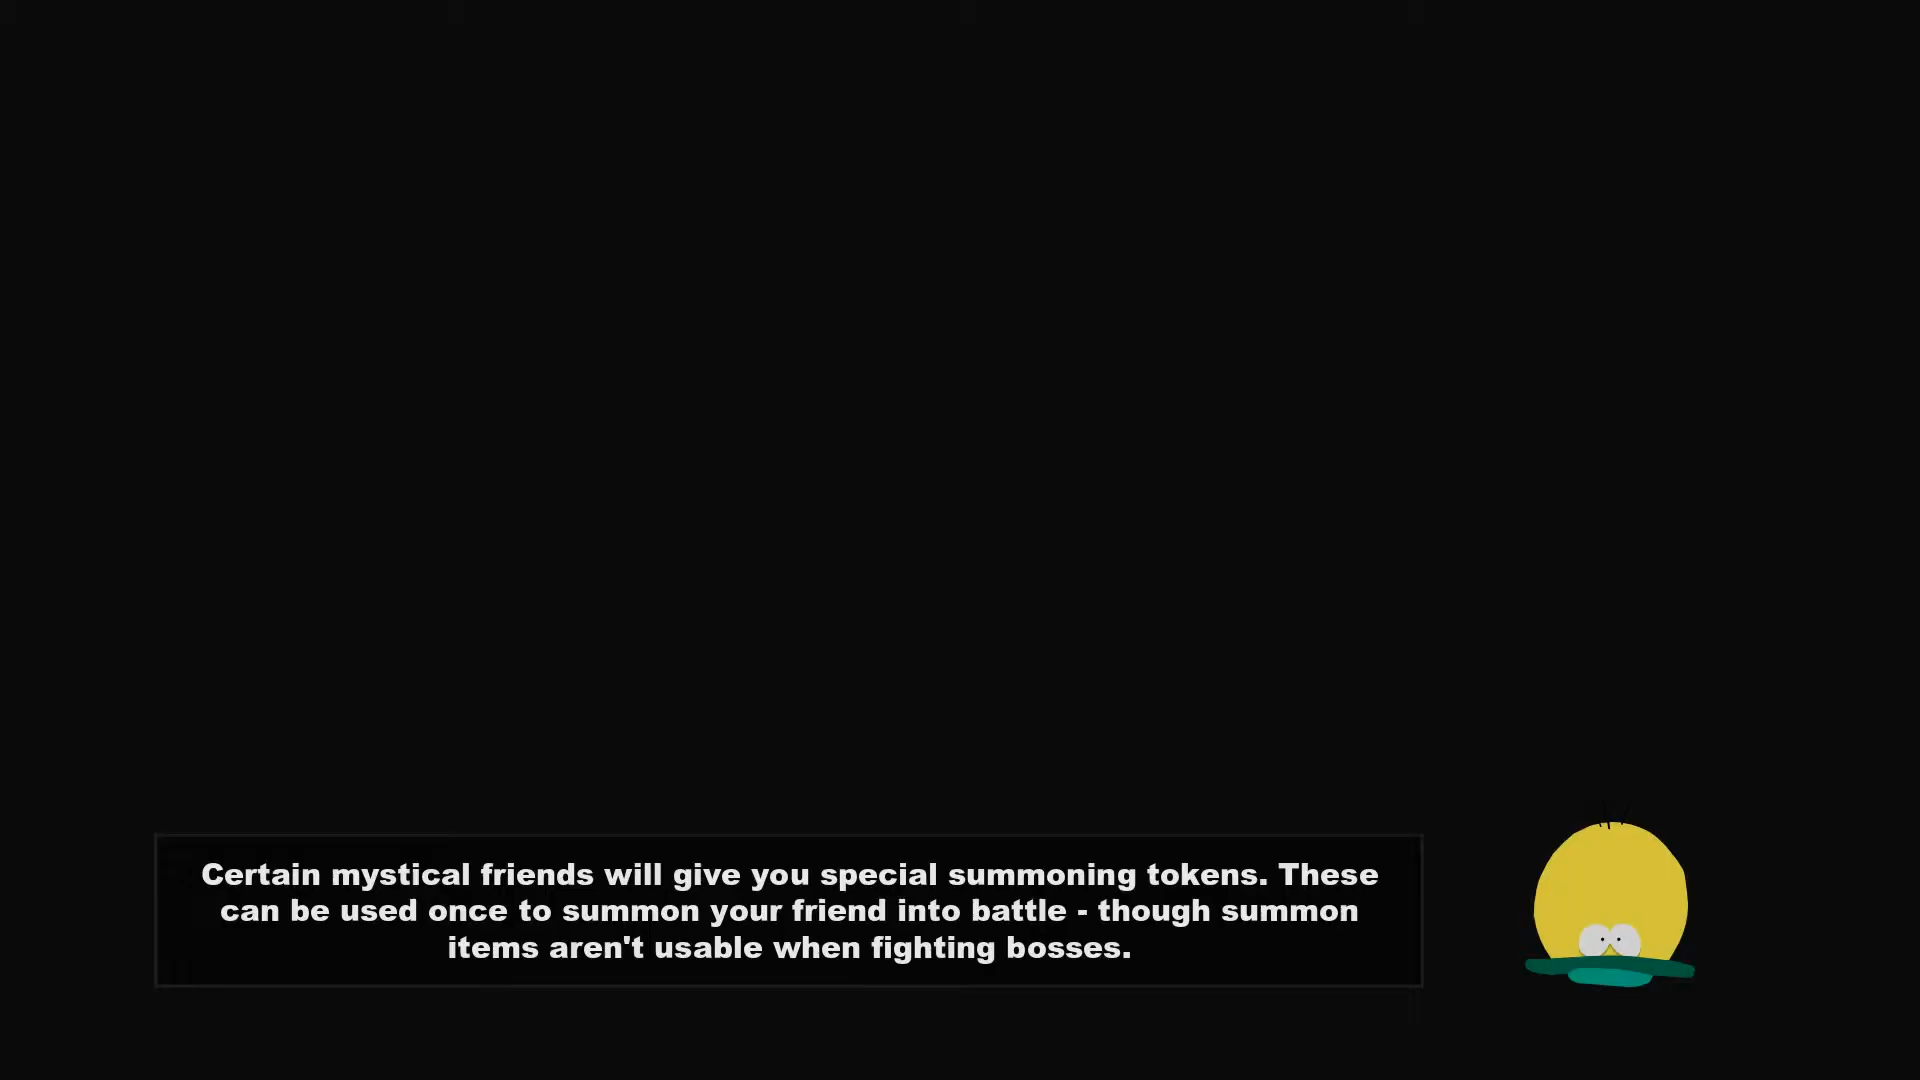 Certain mystical friends will give you special summoning tokens. These
can be used once to summon your friend into battle - though summon
items aren't usable when fighting bosses.